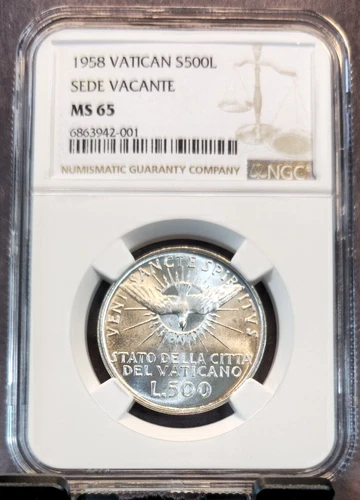 1958 VATICAN S500L
SEDE VACANTE
MS 65
6863942-001
NUMISMATIC GUARANTY COMPANY
NGC
VENI SANCTE SPIRITVS
STATO DELLA CITTÀ
DEL VATICANO
L.500